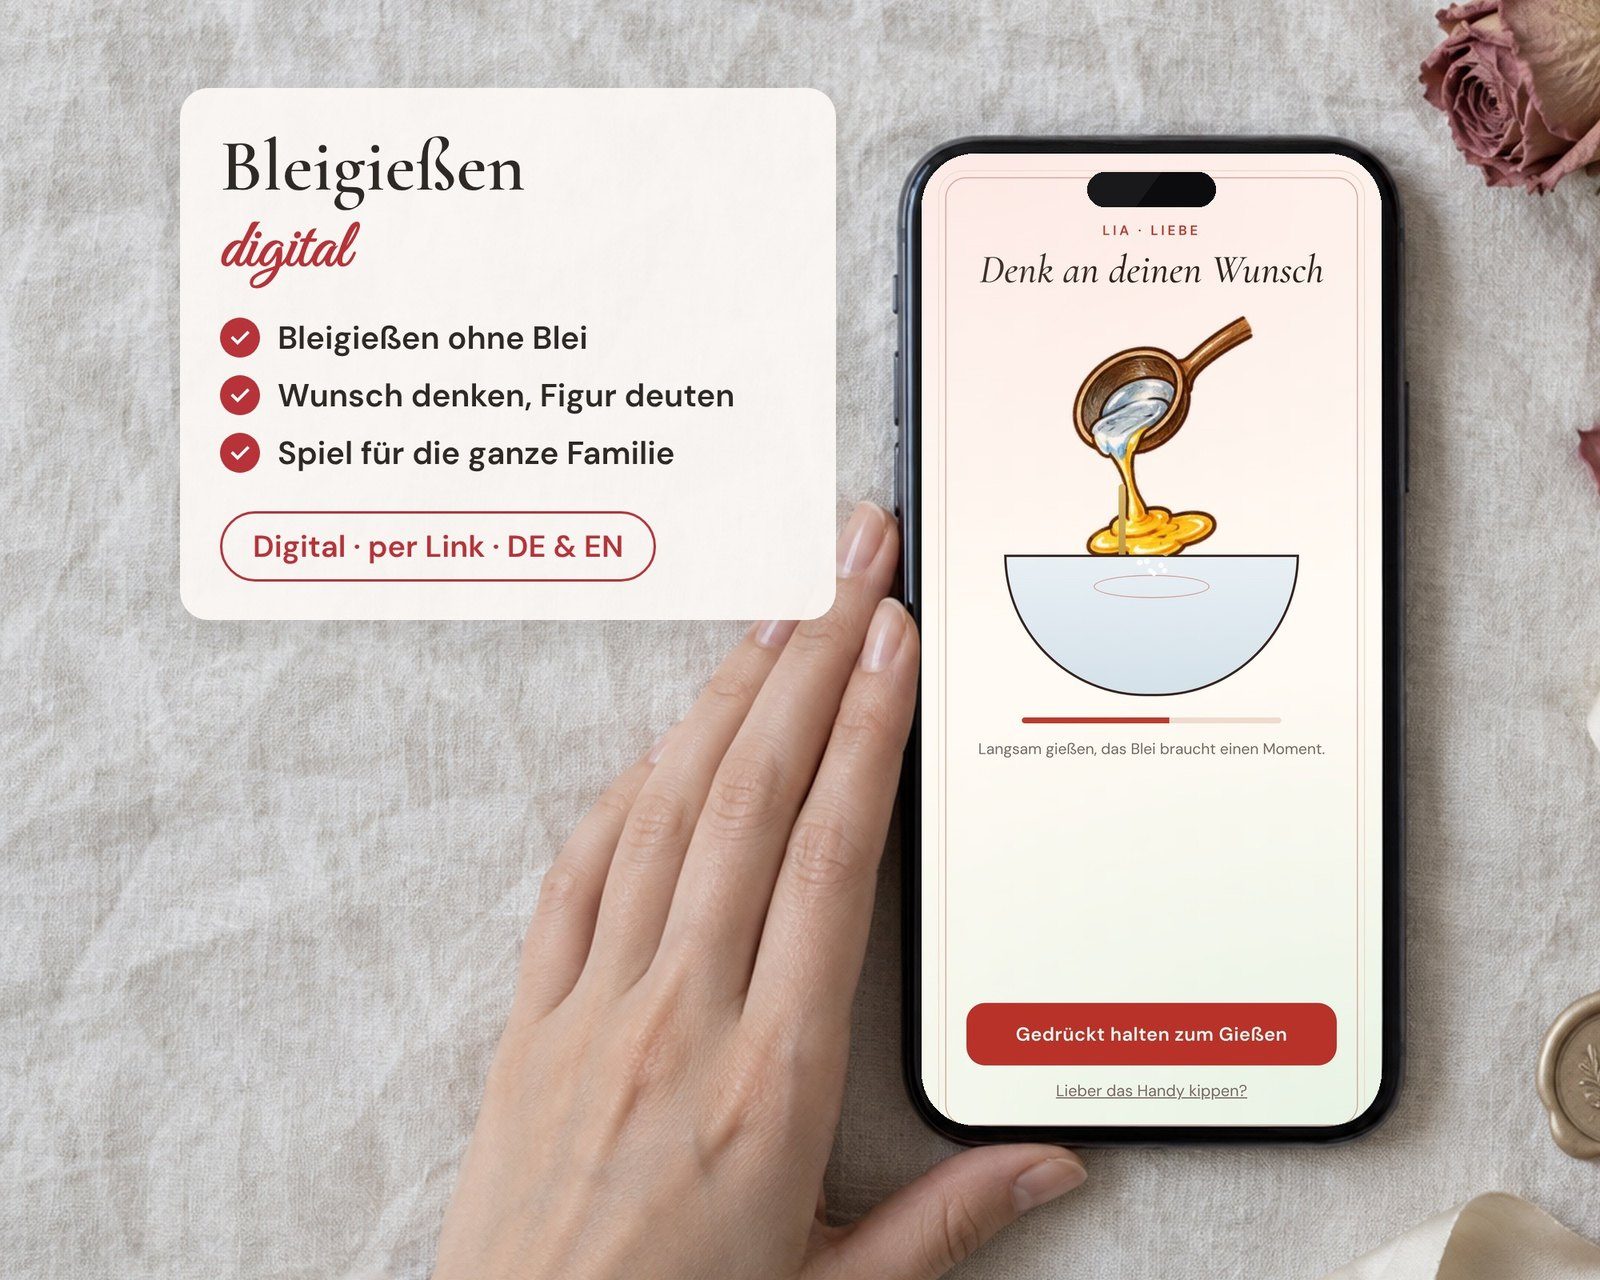 Bleigießen
digital
Bleigießen ohne Blei
Wunsch denken, Figur deuten
Spiel für die ganze Familie
Digital · per Link · DE & EN
LIA · LIEBE
Denk an deinen Wunsch
Langsam gießen, das Blei braucht einen Moment.
Gedrückt halten zum Gießen
Lieber das Handy kippen?